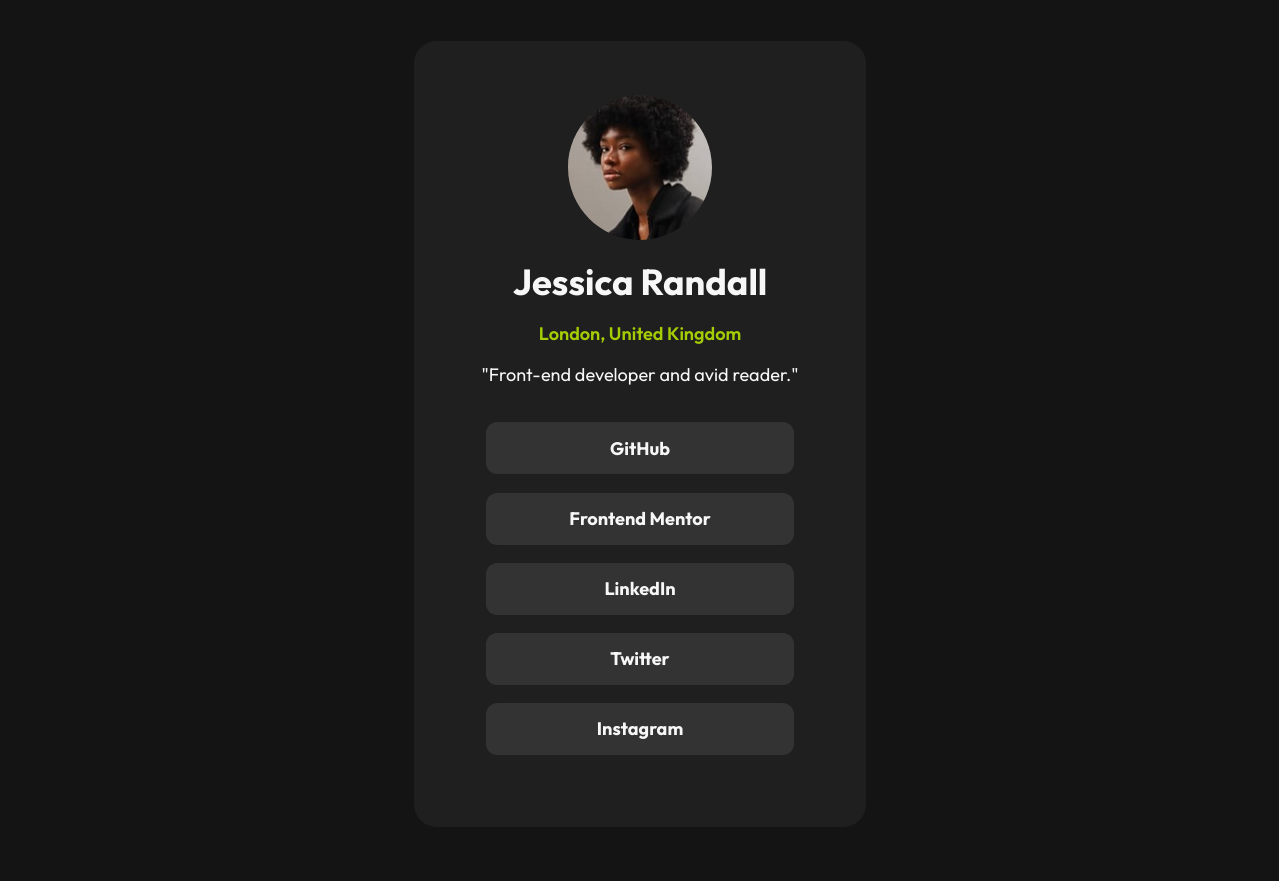 Jessica Randall
London, United Kingdom
"Front-end developer and avid reader."
GitHub
Frontend Mentor
LinkedIn
Twitter
Instagram